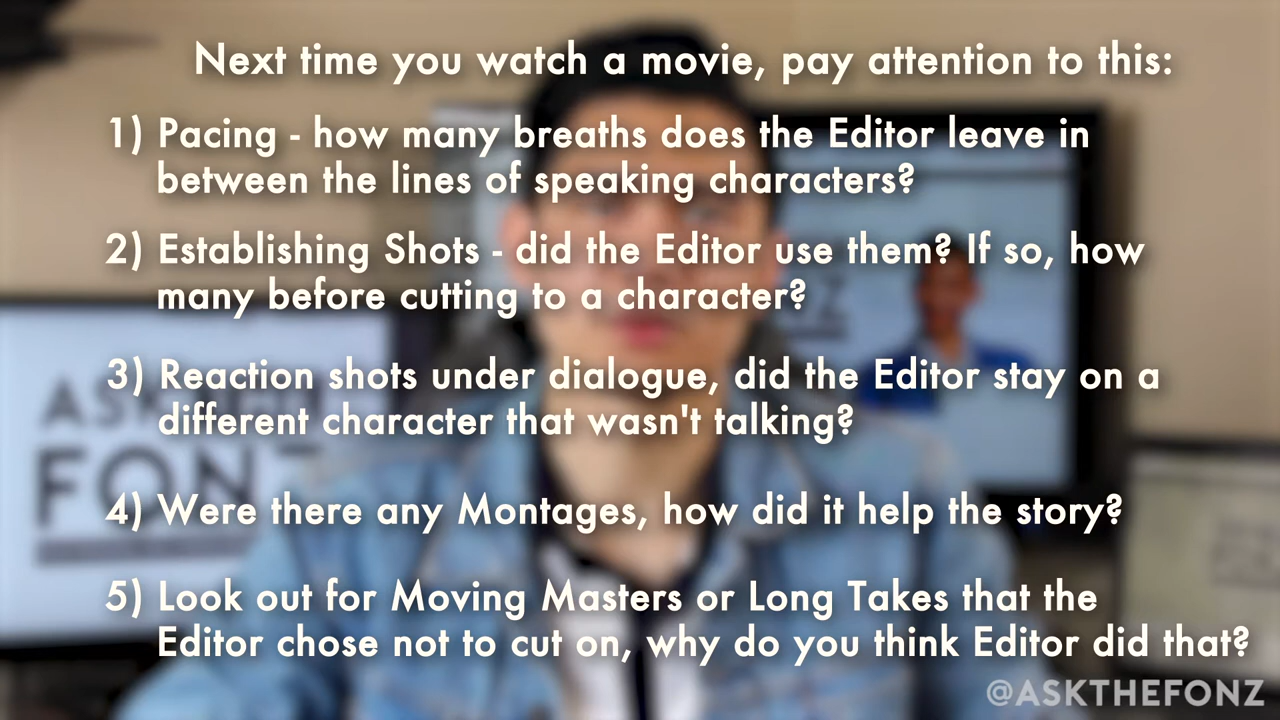 Next time you watch a movie, pay attention to this:
1) Pacing - how many breaths does the Editor leave in
between the lines of speaking characters?
2) Establishing Shots - did the Editor use them? If so, how
many before cutting to a character?
3) Reaction shots under dialogue, did the Editor stay on a
different character that wasn't talking?
4) Were there any Montages, how did it help the story?
5) Look out for Moving Masters or Long Takes that the
Editor chose not to cut on, why do you think Editor did that?
ASK THE
FONZ
@ASKTHEFONZ